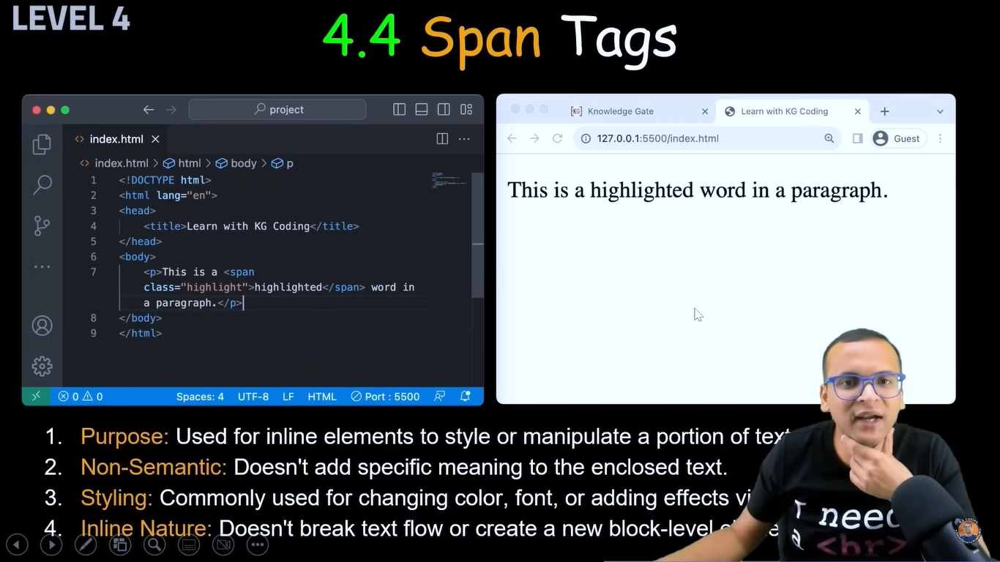 LEVEL 4
4.4 Span Tags
project
index.html
index.html > html > body > p
1 <!DOCTYPE html>
2 <html lang="en">
3 <head>
4 <title>Learn with KG Coding</title>
5 </head>
6 <body>
7 <p>This is a <span
class="highlight">highlighted</span> word in
a paragraph.</p>
8 </body>
9 </html>
0 0 Spaces: 4 UTF-8 LF HTML Port : 5500
KG Knowledge Gate Learn with KG Coding
127.0.0.1:5500/index.html Guest
This is a highlighted word in a paragraph.
1. Purpose: Used for inline elements to style or manipulate a portion of text
2. Non-Semantic: Doesn't add specific meaning to the enclosed text.
3. Styling: Commonly used for changing color, font, or adding effects vi
4. Inline Nature: Doesn't break text flow or create a new block-level
I need
a <br>